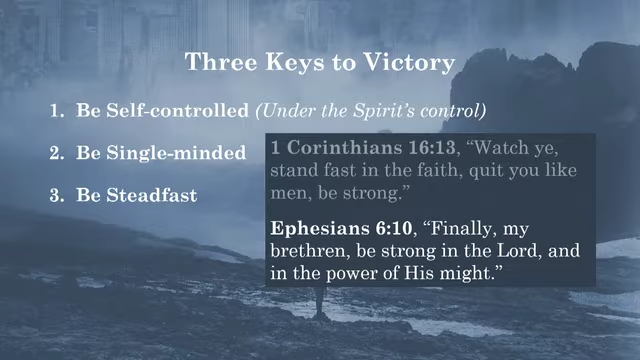 Three Keys to Victory
1. Be Self-controlled (Under the Spirit’s control)
2. Be Single-minded
3. Be Steadfast
1 Corinthians 16:13, “Watch ye,
stand fast in the faith, quit you like
men, be strong.”
Ephesians 6:10, “Finally, my
brethren, be strong in the Lord, and
in the power of His might.”